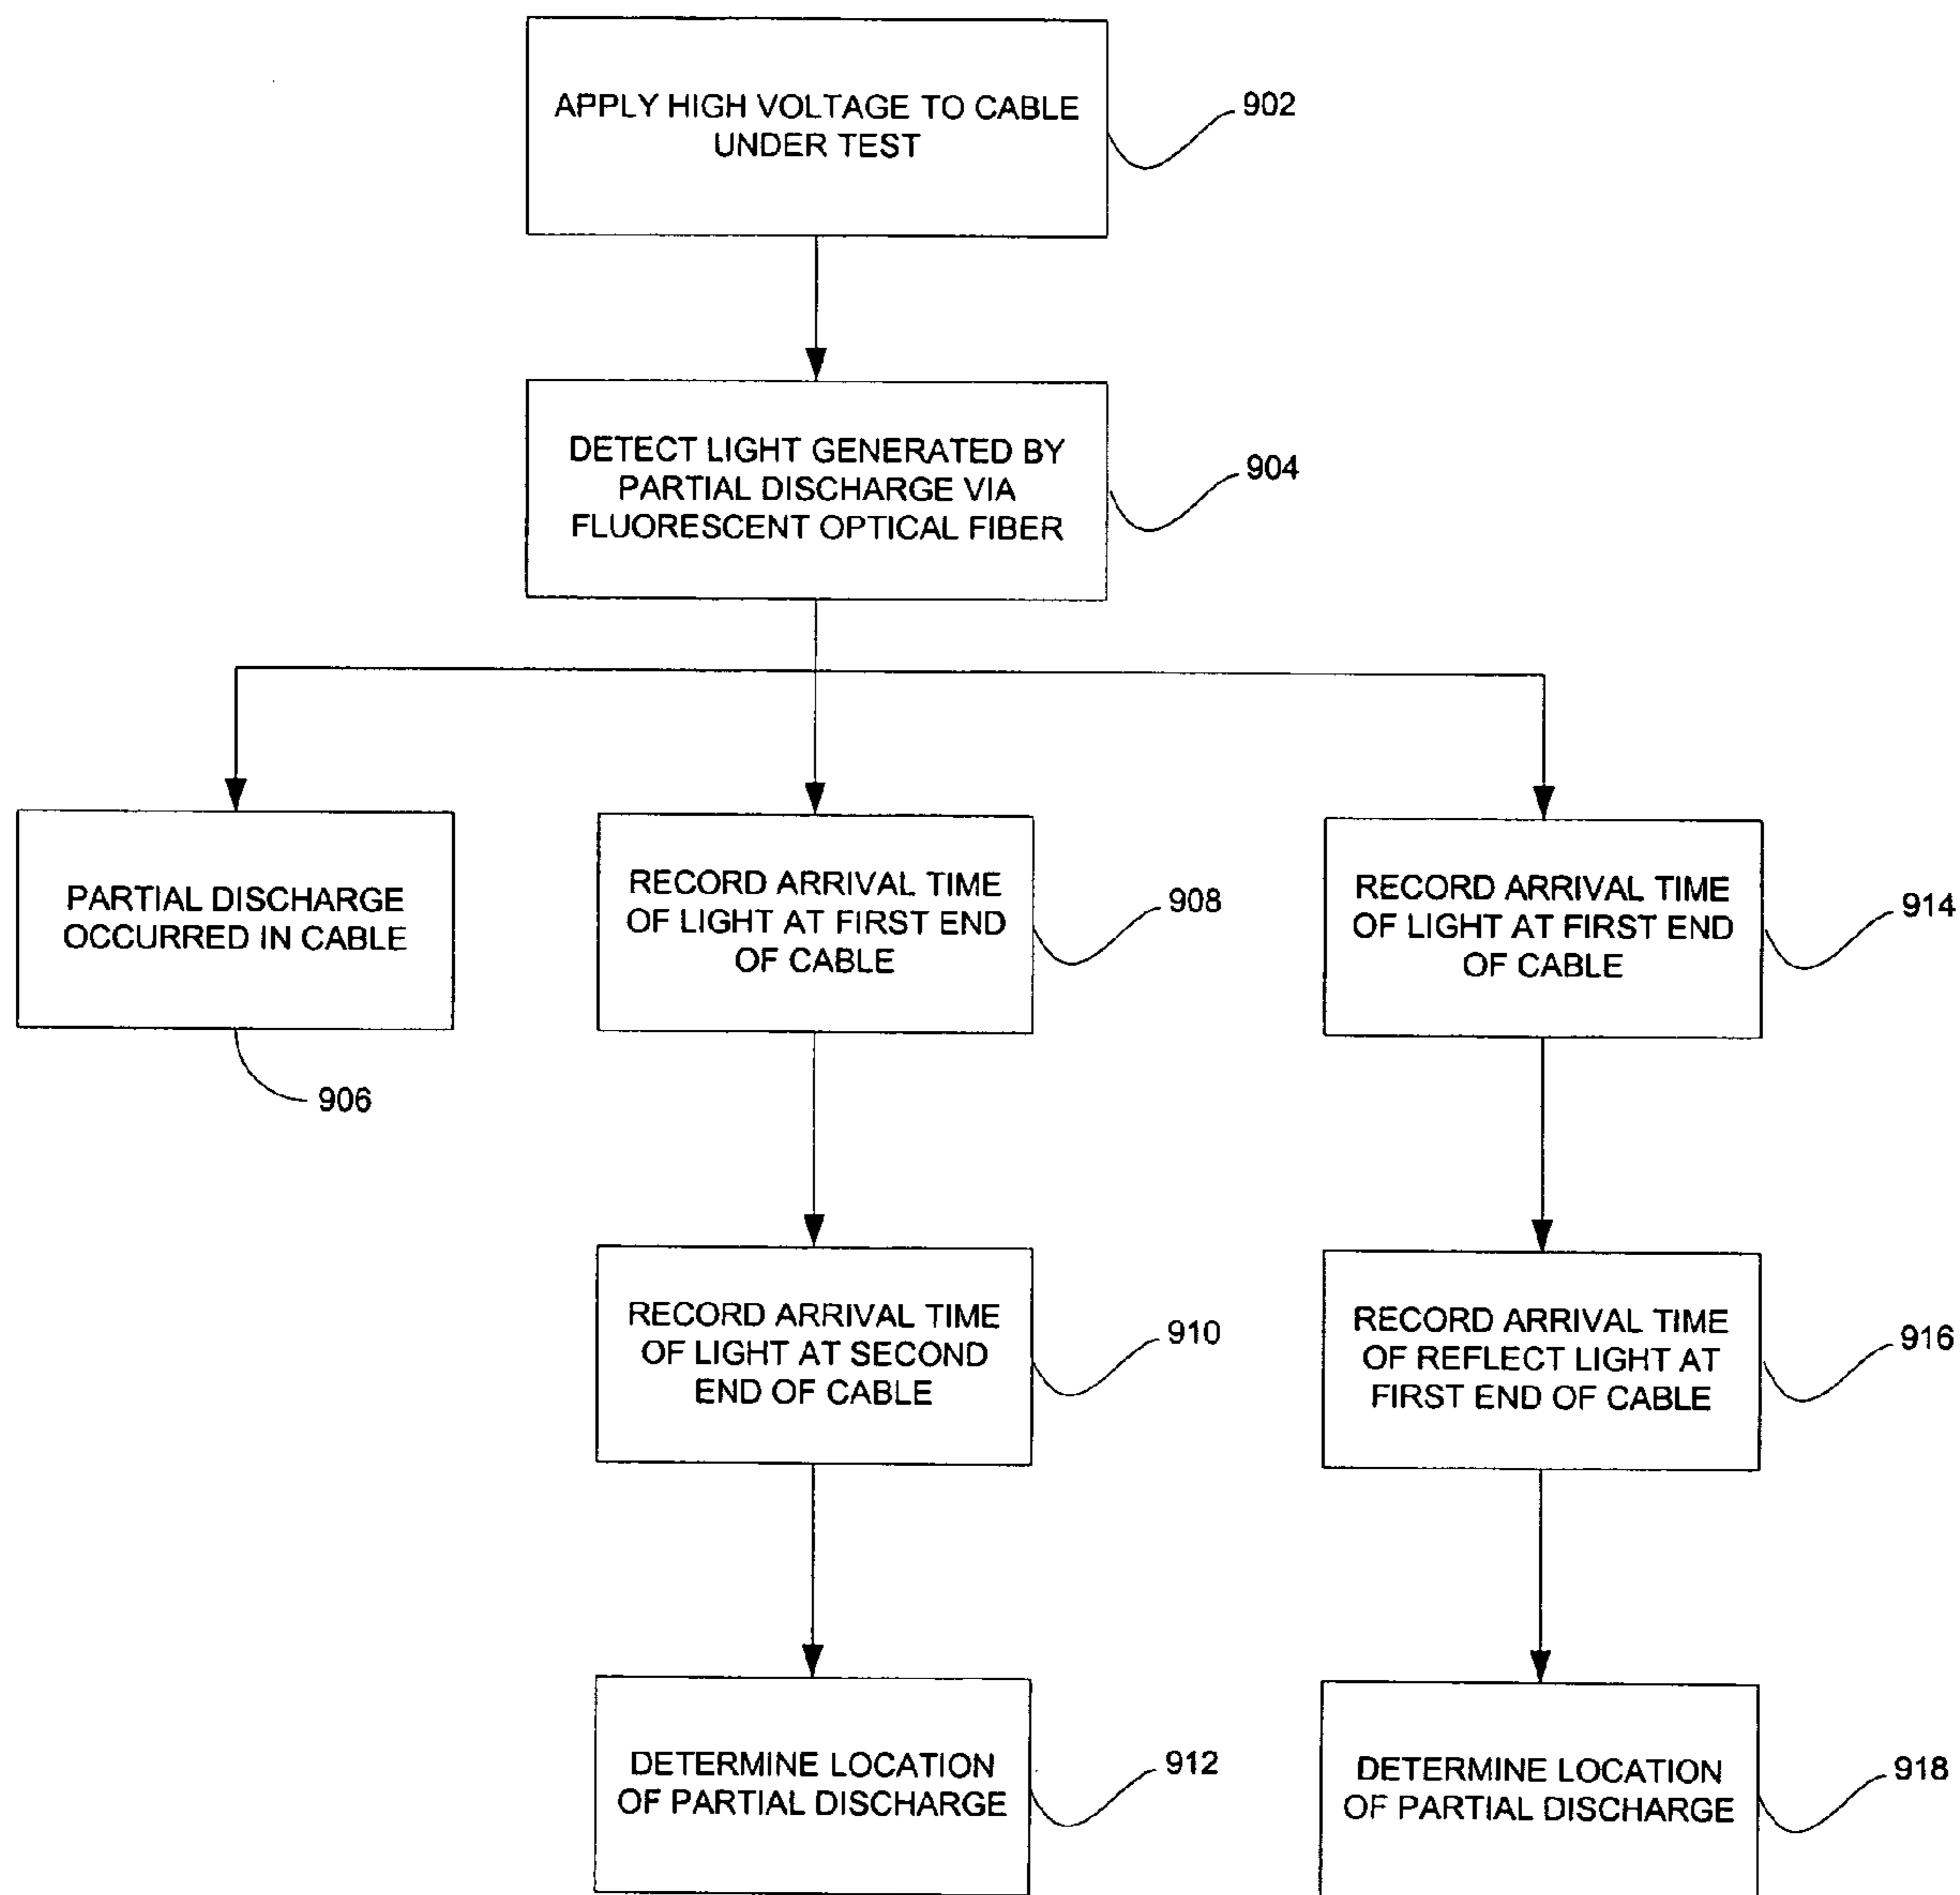 APPLY HIGH VOLTAGE TO CABLE
UNDER TEST
902
DETECT LIGHT GENERATED BY
PARTIAL DISCHARGE VIA
FLUORESCENT OPTICAL FIBER
904
PARTIAL DISCHARGE
OCCURRED IN CABLE
906
RECORD ARRIVAL TIME
OF LIGHT AT FIRST END
OF CABLE
908
RECORD ARRIVAL TIME
OF LIGHT AT SECOND
END OF CABLE
910
DETERMINE LOCATION
OF PARTIAL DISCHARGE
912
RECORD ARRIVAL TIME
OF LIGHT AT FIRST END
OF CABLE
914
RECORD ARRIVAL TIME
OF REFLECT LIGHT AT
FIRST END OF CABLE
916
DETERMINE LOCATION
OF PARTIAL DISCHARGE
918